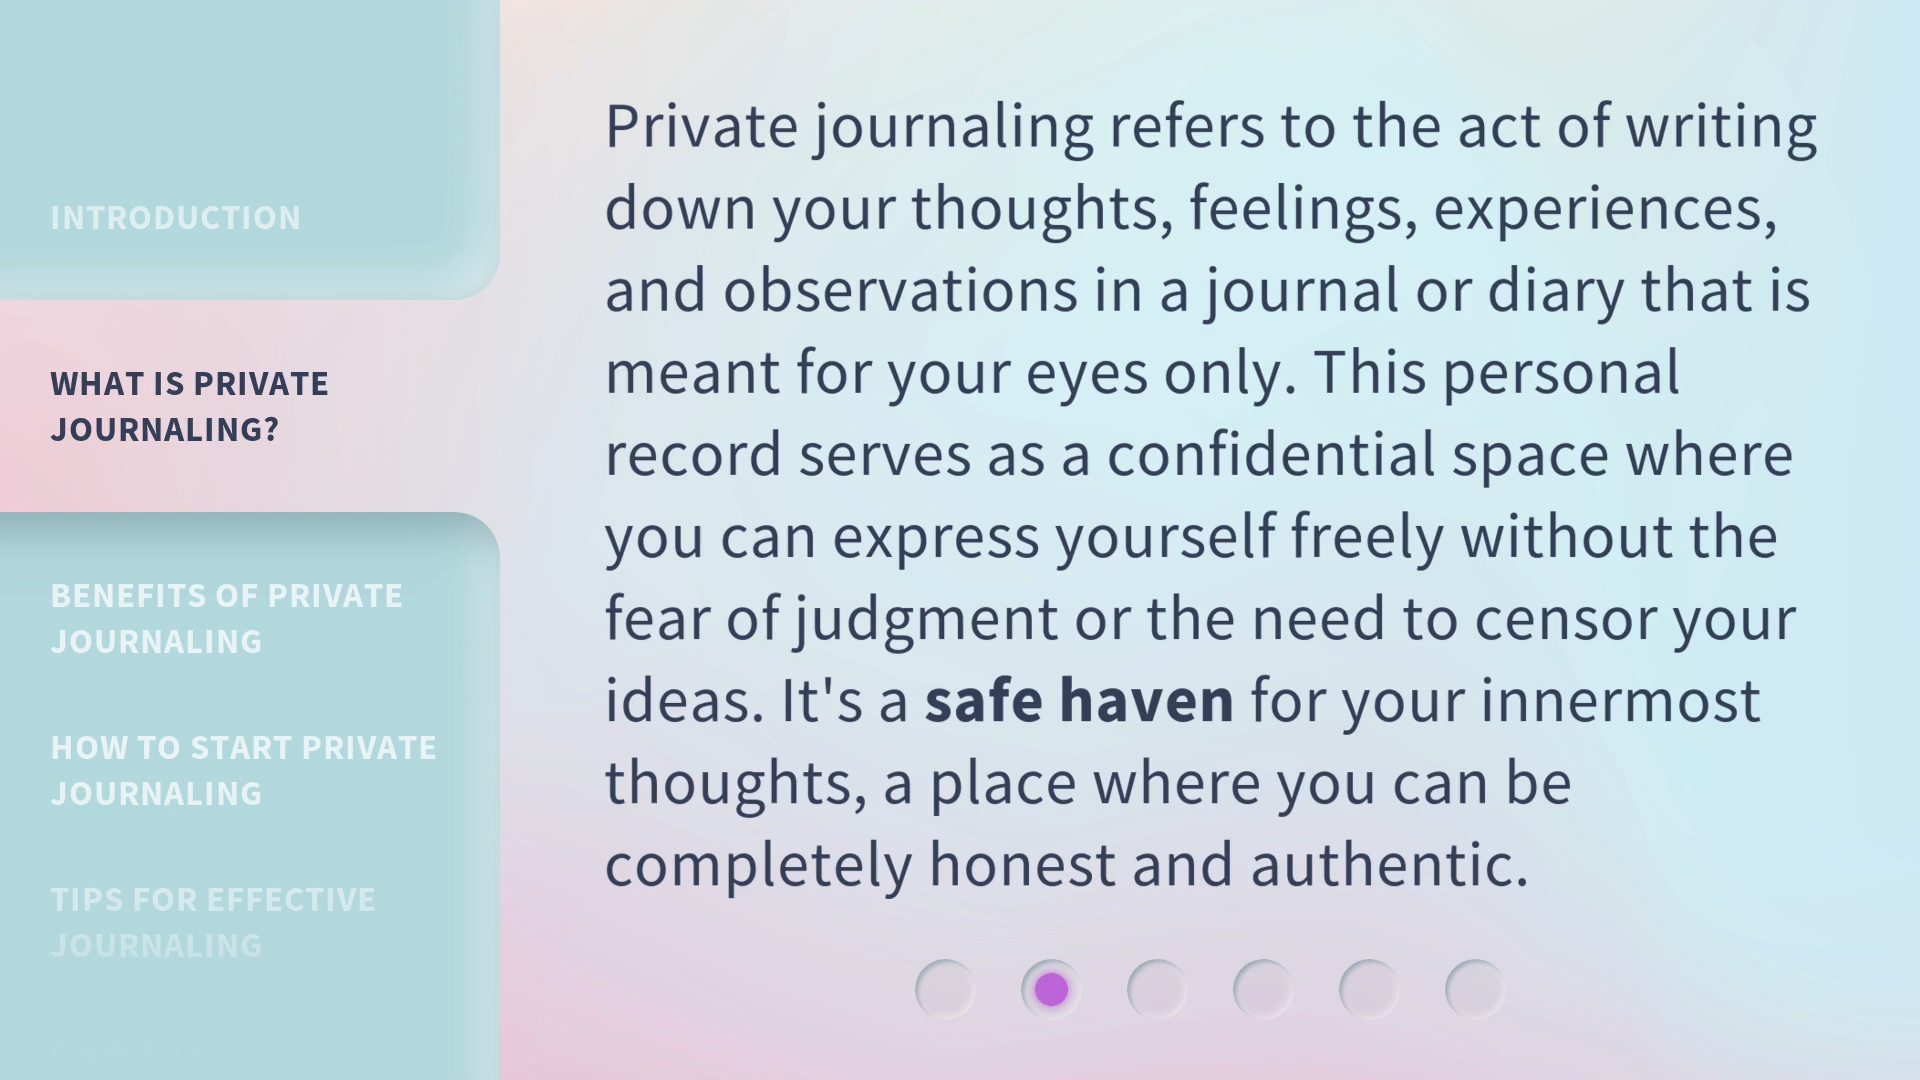 INTRODUCTION
WHAT IS PRIVATE
JOURNALING?
BENEFITS OF PRIVATE
JOURNALING
HOW TO START PRIVATE
JOURNALING
TIPS FOR EFFECTIVE
JOURNALING
Private journaling refers to the act of writing
down your thoughts, feelings, experiences,
and observations in a journal or diary that is
meant for your eyes only. This personal
record serves as a confidential space where
you can express yourself freely without the
fear of judgment or the need to censor your
ideas. It's a safe haven for your innermost
thoughts, a place where you can be
completely honest and authentic.